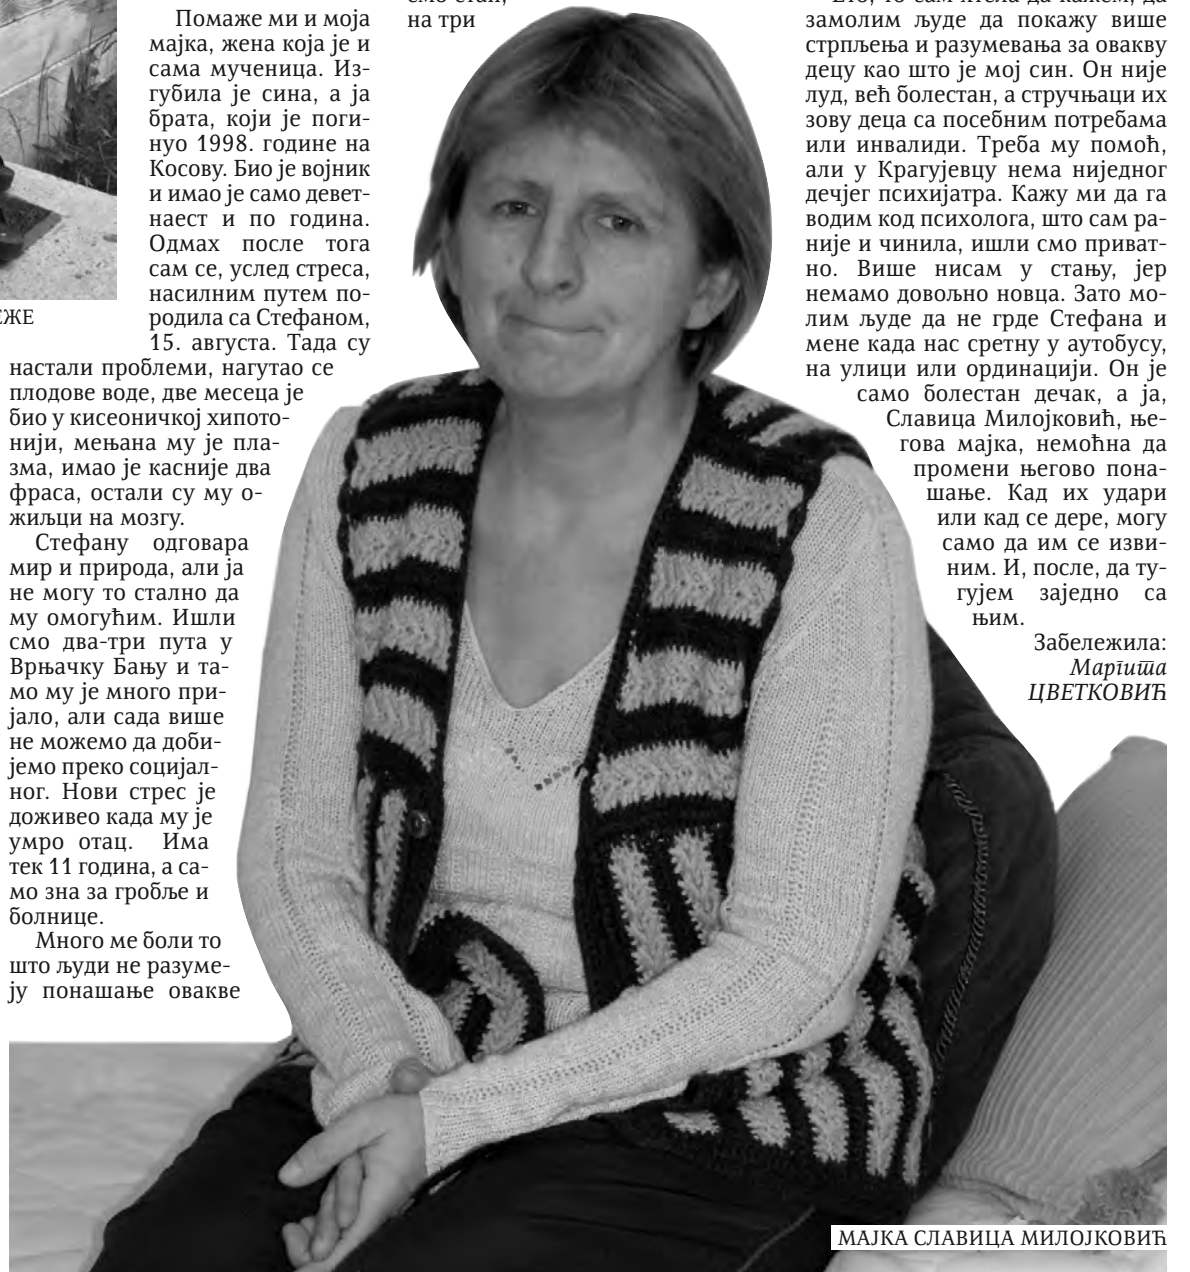 ЕЖЕ
Помаже ми и моја
мајка, жена која је и
сама мученица. Из-
губила је сина, а ја
брата, који је поги-
нуо 1998. године на
Косову. Био је војник
и имао је само девет-
наест и по година.
Одмах после тога
сам се, услед стреса,
насилним путем по-
родила са Стефаном,
15. августа. Тада су
настали проблеми, нагутао се
плодове воде, две месеца је
био у кисеоничкој хипото-
нији, мењана му је пла-
зма, имао је касније два
фраса, остали су му о-
жиљци на мозгу.
Стефану одговара
мир и природа, али ја
не могу то стално да
му омогућим. Ишли
смо два-три пута у
Врњачку Бању и та-
мо му је много при-
јало, али сада више
не можемо да доби-
јемо преко социјал-
ног. Нови стрес је
доживео када му је
умро отац. Има
тек 11 година, а са-
мо зна за гробље и
болнице.
Много ме боли то
што људи не разуме-
ју понашање овакве
смо стан,
на три
Ето, то сам хтела да кажем, да
замолим људе да покажу више
стрпљења и разумевања за овакву
децу као што је мој син. Он није
луд, већ болестан, а стручњаци их
зову деца са посебним потребама
или инвалиди. Треба му помоћ,
али у Крагујевцу нема ниједног
дечјег психијатра. Кажу ми да га
водим код психолога, што сам ра-
није и чинила, ишли смо приват-
но. Више нисам у стању, јер
немамо довољно новца. Зато мо-
лим људе да не грде Стефана и
мене када нас сретну у аутобусу,
на улици или ординацији. Он је
само болестан дечак, а ја,
Славица Милојковић, ње-
гова мајка, немоћна да
промени његово пона-
шање. Кад их удари
или кад се дере, могу
само да им се изви-
ним. И, после, да ту-
гујем заједно са
њим.
Забележила:
Маргита
ЦВЕТКОВИЋ
МАЈКА СЛАВИЦА МИЛОЈКОВИЋ